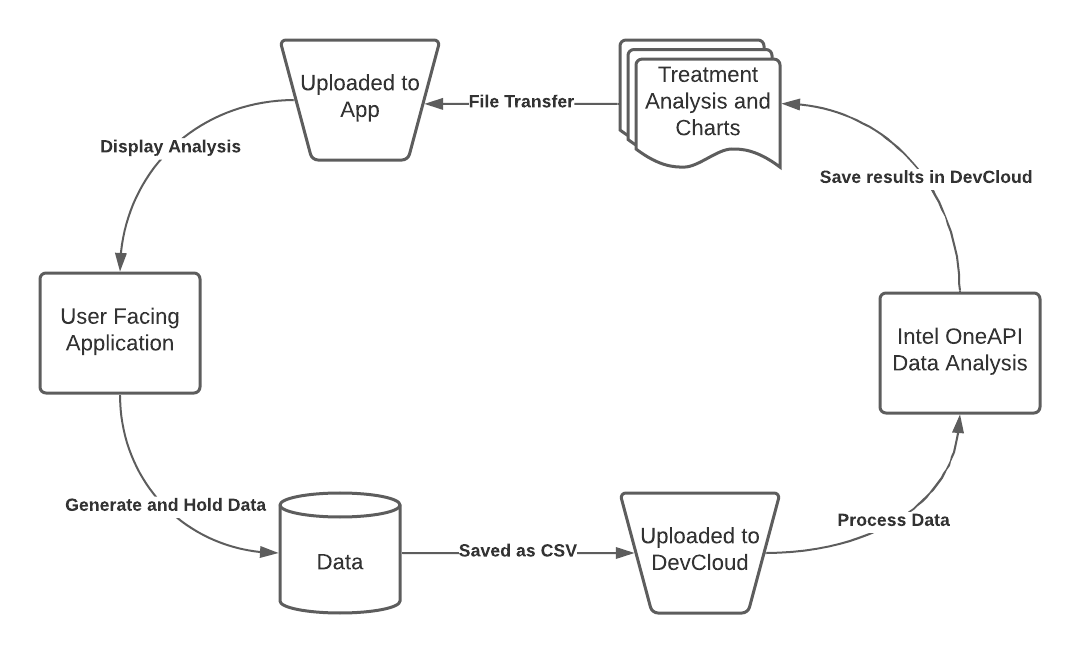 Uploaded to
App
File Transfer
Treatment
Analysis and
Charts
Display Analysis
Save results in DevCloud
User Facing
Application
Intel OneAPI
Data Analysis
Generate and Hold Data
Data
Saved as CSV
Uploaded to
DevCloud
Process Data